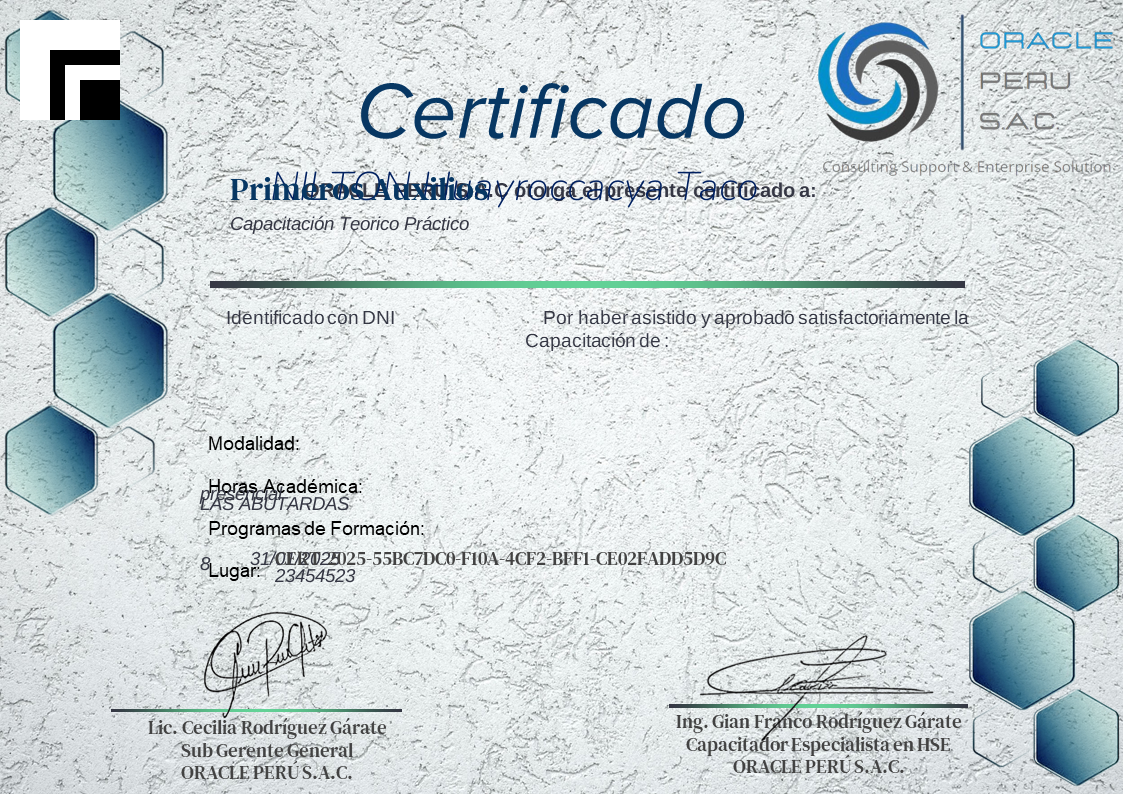 ORACLE
PERU
S.A.C
Consulting Support & Enterprise Solution
Certificado
ORACLE PERU S.A.C otorga el presente certificado a:
Primeros Auxilios
NILTON Taco
Capacitación Teorico Práctico
Identificado con DNI
Por haber asistido y aprobado satisfactoriamente la
Capacitación de :
Modalidad:
Horas Académica:
presencial
LAS ABUTARDAS
Programas de Formación:
31/01/2025
CERT-2025-55BC7DC0-F10A-4CF2-BFF1-CE02FADD5D9C
8
Lugar:
23454523
Lic. Cecilia Rodríguez Gárate
Sub Gerente General
ORACLE PERÚ S.A.C.
Ing. Gian Franco Rodríguez Gárate
Capacitador Especialista en HSE
ORACLE PERÚ S.A.C.